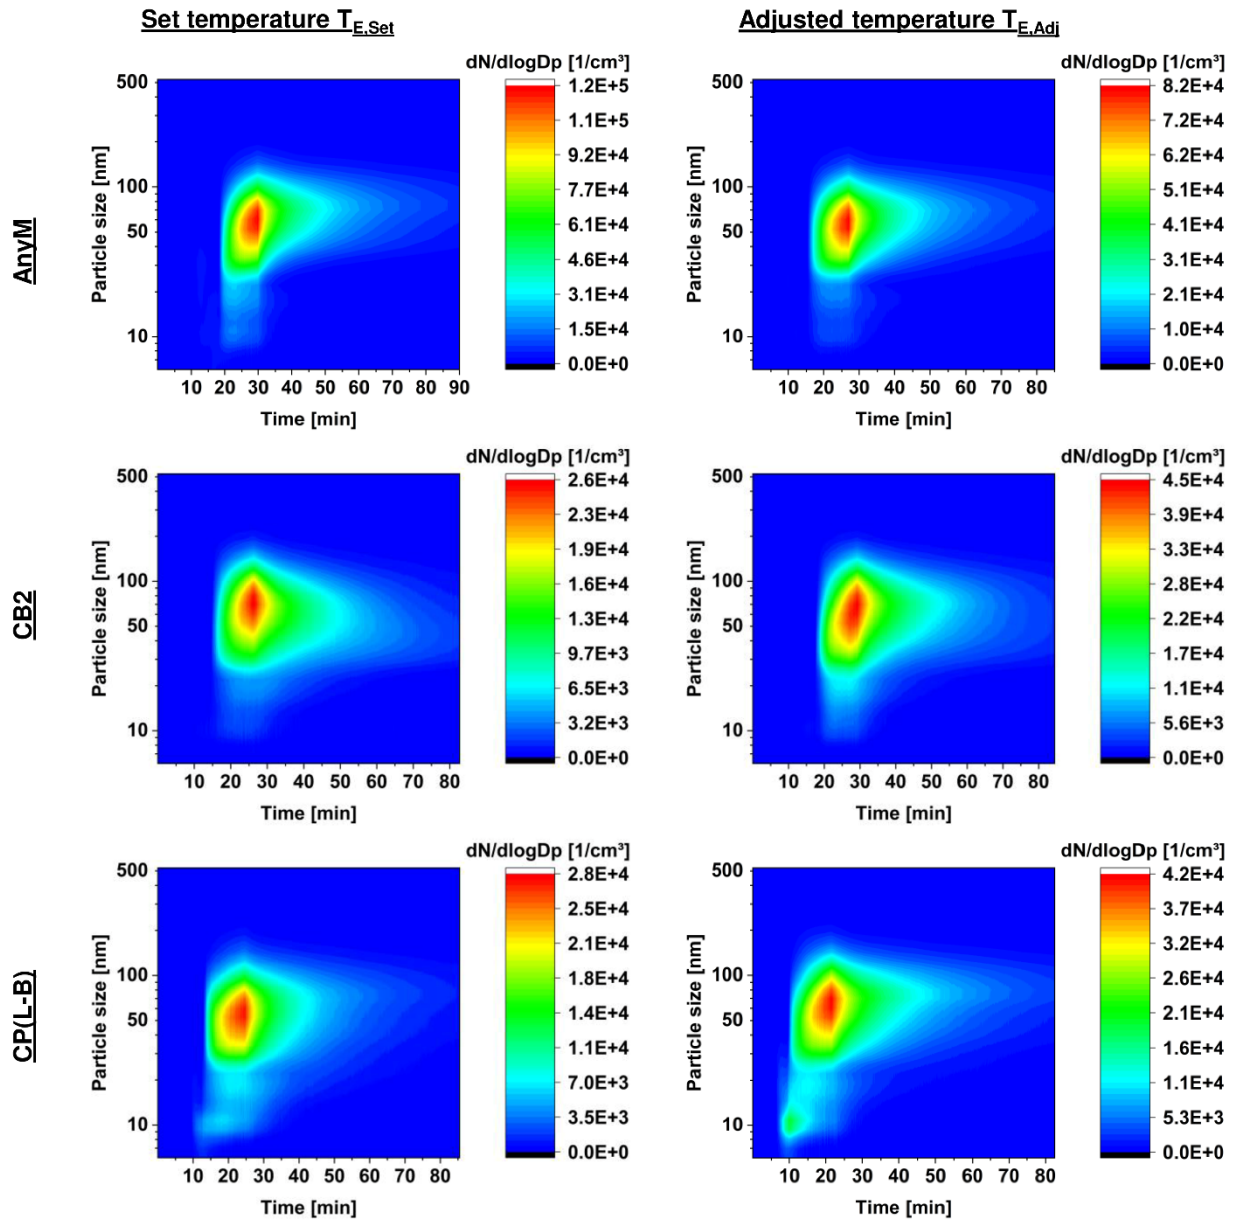 Set temperature T_E,Set
Adjusted temperature T_E,Adj
AnyM
dN/dlogDp [1/cm³]
Particle size [nm]
500
100
50
10
10 20 30 40 50 60 70 80 90
Time [min]
1.2E+5
1.1E+5
9.2E+4
7.7E+4
6.1E+4
4.6E+4
3.1E+4
1.5E+4
0.0E+0
dN/dlogDp [1/cm³]
Particle size [nm]
500
100
50
10
10 20 30 40 50 60 70 80
Time [min]
8.2E+4
7.2E+4
6.2E+4
5.1E+4
4.1E+4
3.1E+4
2.1E+4
1.0E+4
0.0E+0
CB2
dN/dlogDp [1/cm³]
Particle size [nm]
500
100
50
10
10 20 30 40 50 60 70 80
Time [min]
2.6E+4
2.3E+4
1.9E+4
1.6E+4
1.3E+4
9.7E+3
6.5E+3
3.2E+3
0.0E+0
dN/dlogDp [1/cm³]
Particle size [nm]
500
100
50
10
10 20 30 40 50 60 70 80
Time [min]
4.5E+4
3.9E+4
3.3E+4
2.8E+4
2.2E+4
1.7E+4
1.1E+4
5.6E+3
0.0E+0
CP(L-B)
dN/dlogDp [1/cm³]
Particle size [nm]
500
100
50
10
10 20 30 40 50 60 70 80
Time [min]
2.8E+4
2.5E+4
2.1E+4
1.8E+4
1.4E+4
1.1E+4
7.0E+3
3.5E+3
0.0E+0
dN/dlogDp [1/cm³]
Particle size [nm]
500
100
50
10
10 20 30 40 50 60 70 80
Time [min]
4.2E+4
3.7E+4
3.2E+4
2.6E+4
2.1E+4
1.6E+4
1.1E+4
5.3E+3
0.0E+0